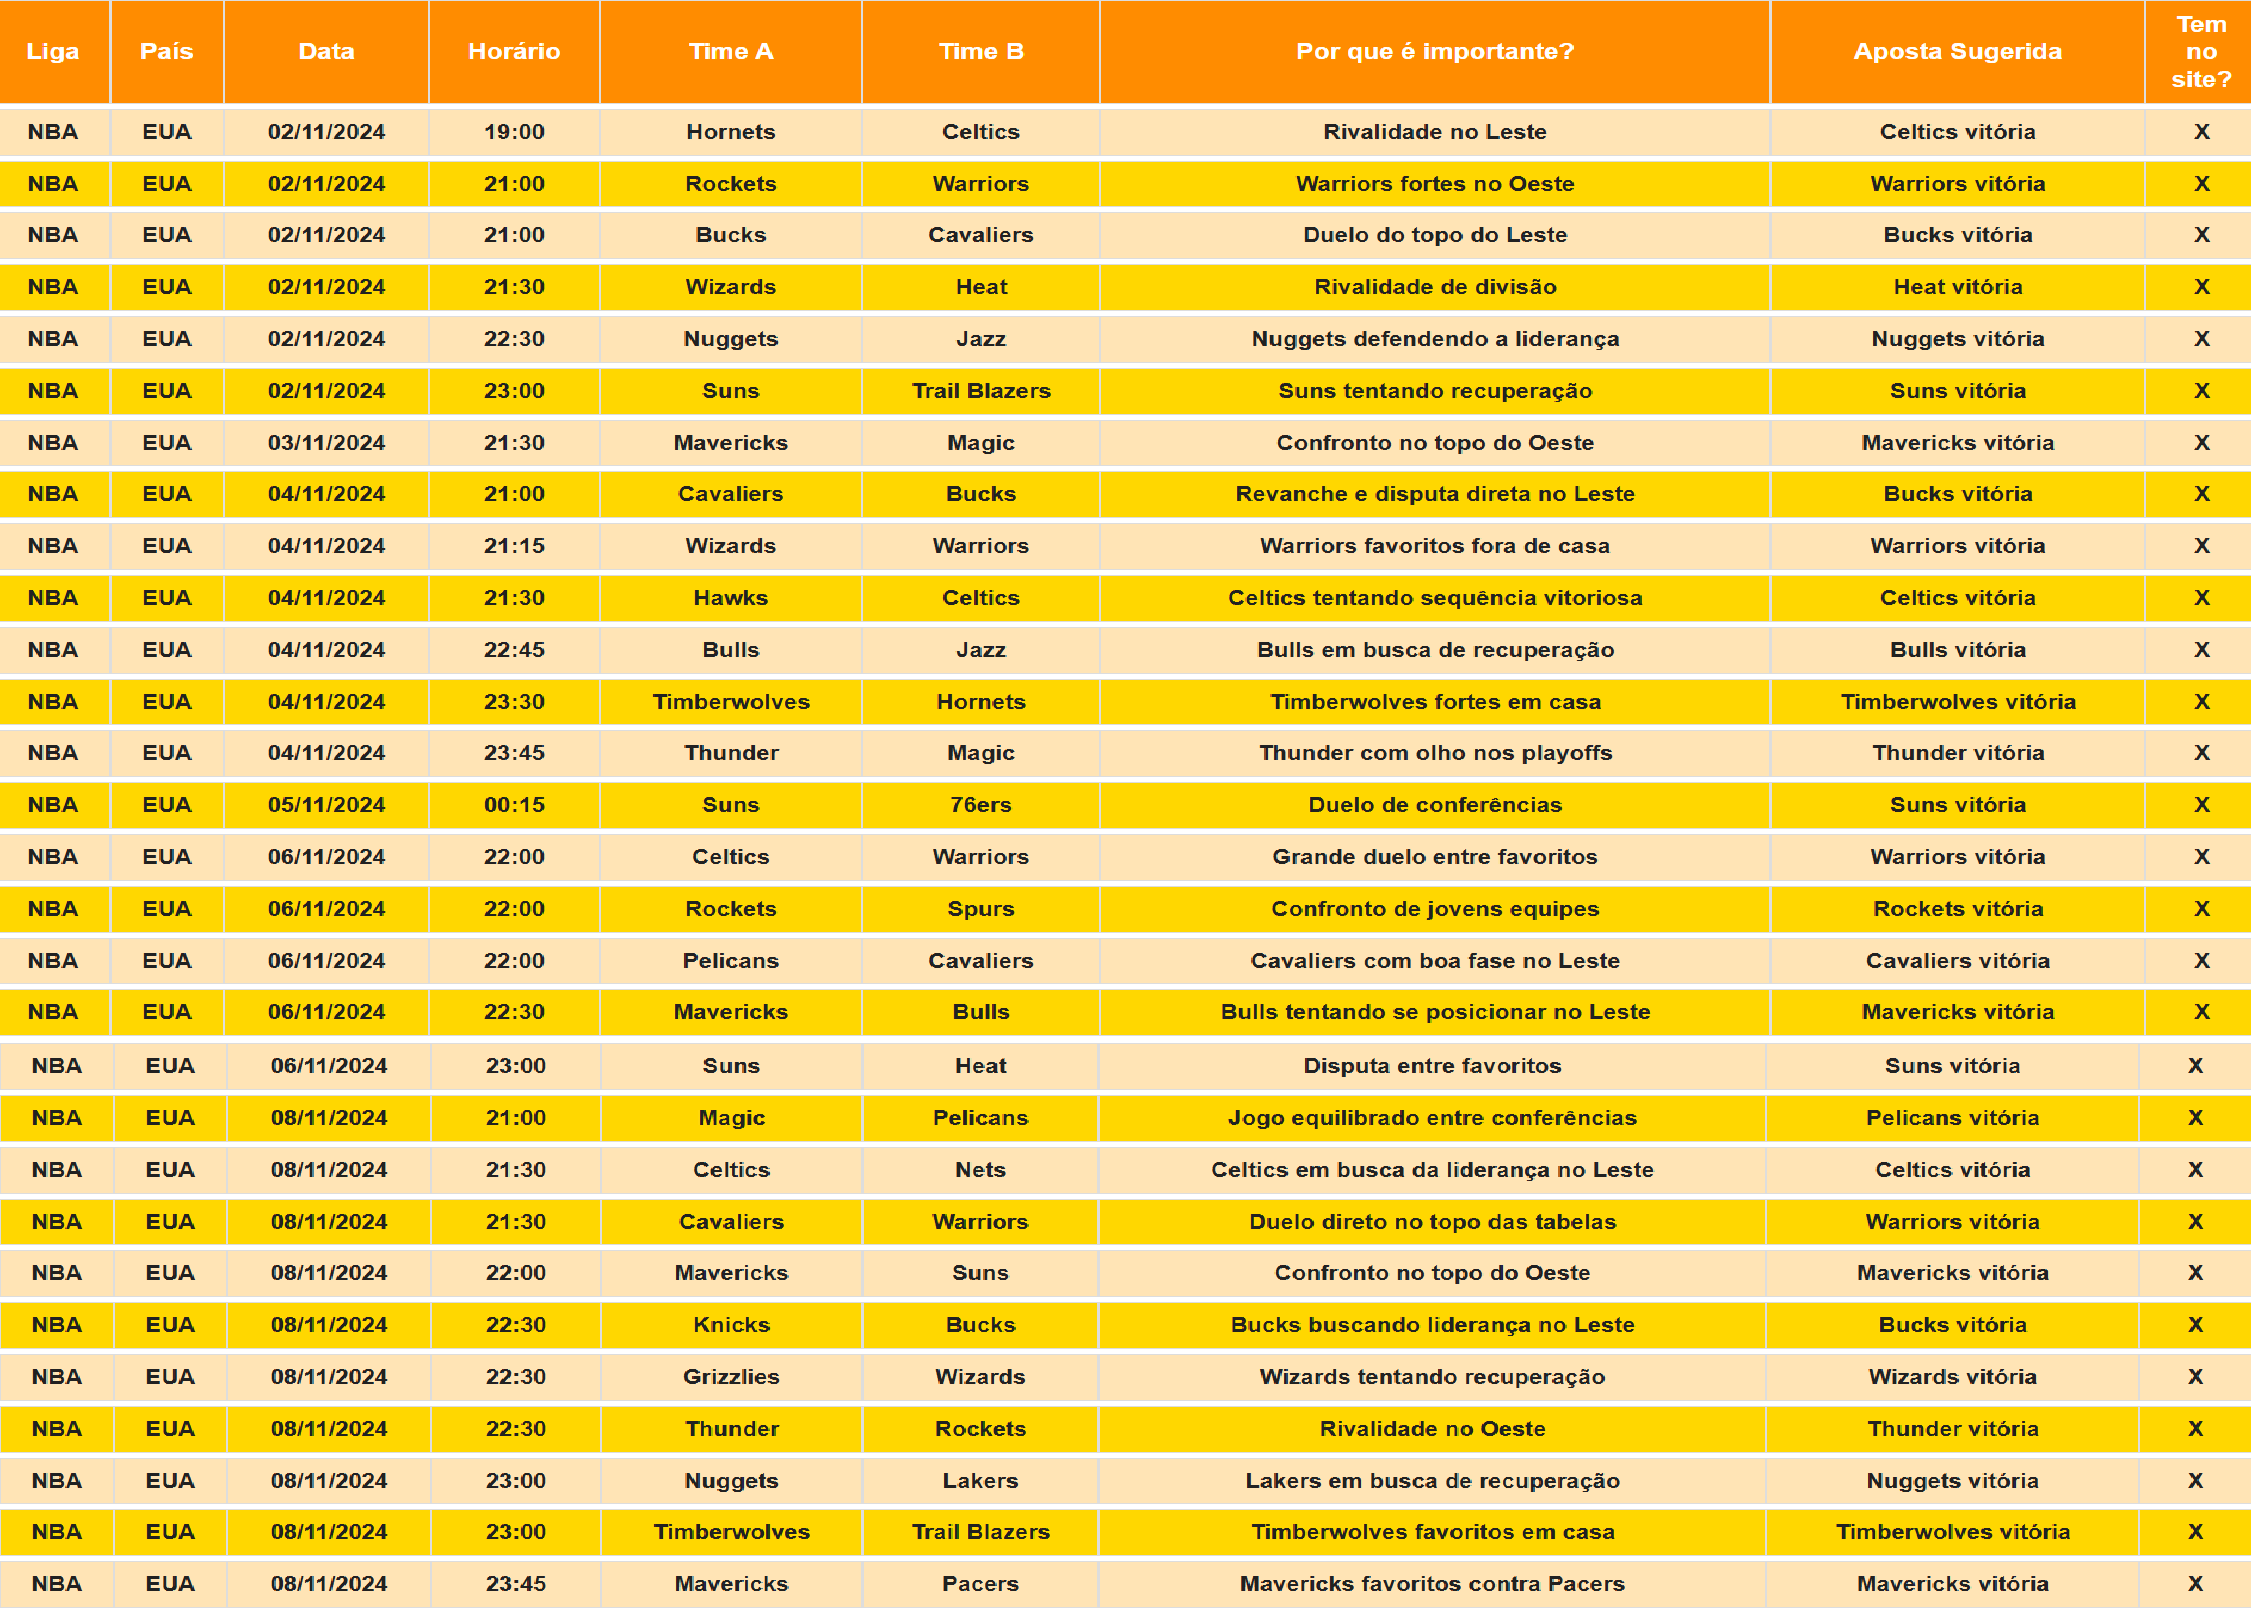 Liga País Data Horário Time A Time B Por que é importante? Aposta Sugerida Tem no site?
NBA EUA 02/11/2024 19:00 Hornets Celtics Rivalidade no Leste Celtics vitória X
NBA EUA 02/11/2024 21:00 Rockets Warriors Warriors fortes no Oeste Warriors vitória X
NBA EUA 02/11/2024 21:00 Bucks Cavaliers Duelo do topo do Leste Bucks vitória X
NBA EUA 02/11/2024 21:30 Wizards Heat Rivalidade de divisão Heat vitória X
NBA EUA 02/11/2024 22:30 Nuggets Jazz Nuggets defendendo a liderança Nuggets vitória X
NBA EUA 02/11/2024 23:00 Suns Trail Blazers Suns tentando recuperação Suns vitória X
NBA EUA 03/11/2024 21:30 Mavericks Magic Confronto no topo do Oeste Mavericks vitória X
NBA EUA 04/11/2024 21:00 Cavaliers Bucks Revanche e disputa direta no Leste Bucks vitória X
NBA EUA 04/11/2024 21:15 Wizards Warriors Warriors favoritos fora de casa Warriors vitória X
NBA EUA 04/11/2024 21:30 Hawks Celtics Celtics tentando sequência vitoriosa Celtics vitória X
NBA EUA 04/11/2024 22:45 Bulls Jazz Bulls em busca de recuperação Bulls vitória X
NBA EUA 04/11/2024 23:30 Timberwolves Hornets Timberwolves fortes em casa Timberwolves vitória X
NBA EUA 04/11/2024 23:45 Thunder Magic Thunder com olho nos playoffs Thunder vitória X
NBA EUA 05/11/2024 00:15 Suns 76ers Duelo de conferências Suns vitória X
NBA EUA 06/11/2024 22:00 Celtics Warriors Grande duelo entre favoritos Warriors vitória X
NBA EUA 06/11/2024 22:00 Rockets Spurs Confronto de jovens equipes Rockets vitória X
NBA EUA 06/11/2024 22:00 Pelicans Cavaliers Cavaliers com boa fase no Leste Cavaliers vitória X
NBA EUA 06/11/2024 22:30 Mavericks Bulls Bulls tentando se posicionar no Leste Mavericks vitória X
NBA EUA 06/11/2024 23:00 Suns Heat Disputa entre favoritos Suns vitória X
NBA EUA 08/11/2024 21:00 Magic Pelicans Jogo equilibrado entre conferências Pelicans vitória X
NBA EUA 08/11/2024 21:30 Celtics Nets Celtics em busca da liderança no Leste Celtics vitória X
NBA EUA 08/11/2024 21:30 Cavaliers Warriors Duelo direto no topo das tabelas Warriors vitória X
NBA EUA 08/11/2024 22:00 Mavericks Suns Confronto no topo do Oeste Mavericks vitória X
NBA EUA 08/11/2024 22:30 Knicks Bucks Bucks buscando liderança no Leste Bucks vitória X
NBA EUA 08/11/2024 22:30 Grizzlies Wizards Wizards tentando recuperação Wizards vitória X
NBA EUA 08/11/2024 22:30 Thunder Rockets Rivalidade no Oeste Thunder vitória X
NBA EUA 08/11/2024 23:00 Nuggets Lakers Lakers em busca de recuperação Nuggets vitória X
NBA EUA 08/11/2024 23:00 Timberwolves Trail Blazers Timberwolves favoritos em casa Timberwolves vitória X
NBA EUA 08/11/2024 23:45 Mavericks Pacers Mavericks favoritos contra Pacers Mavericks vitória X